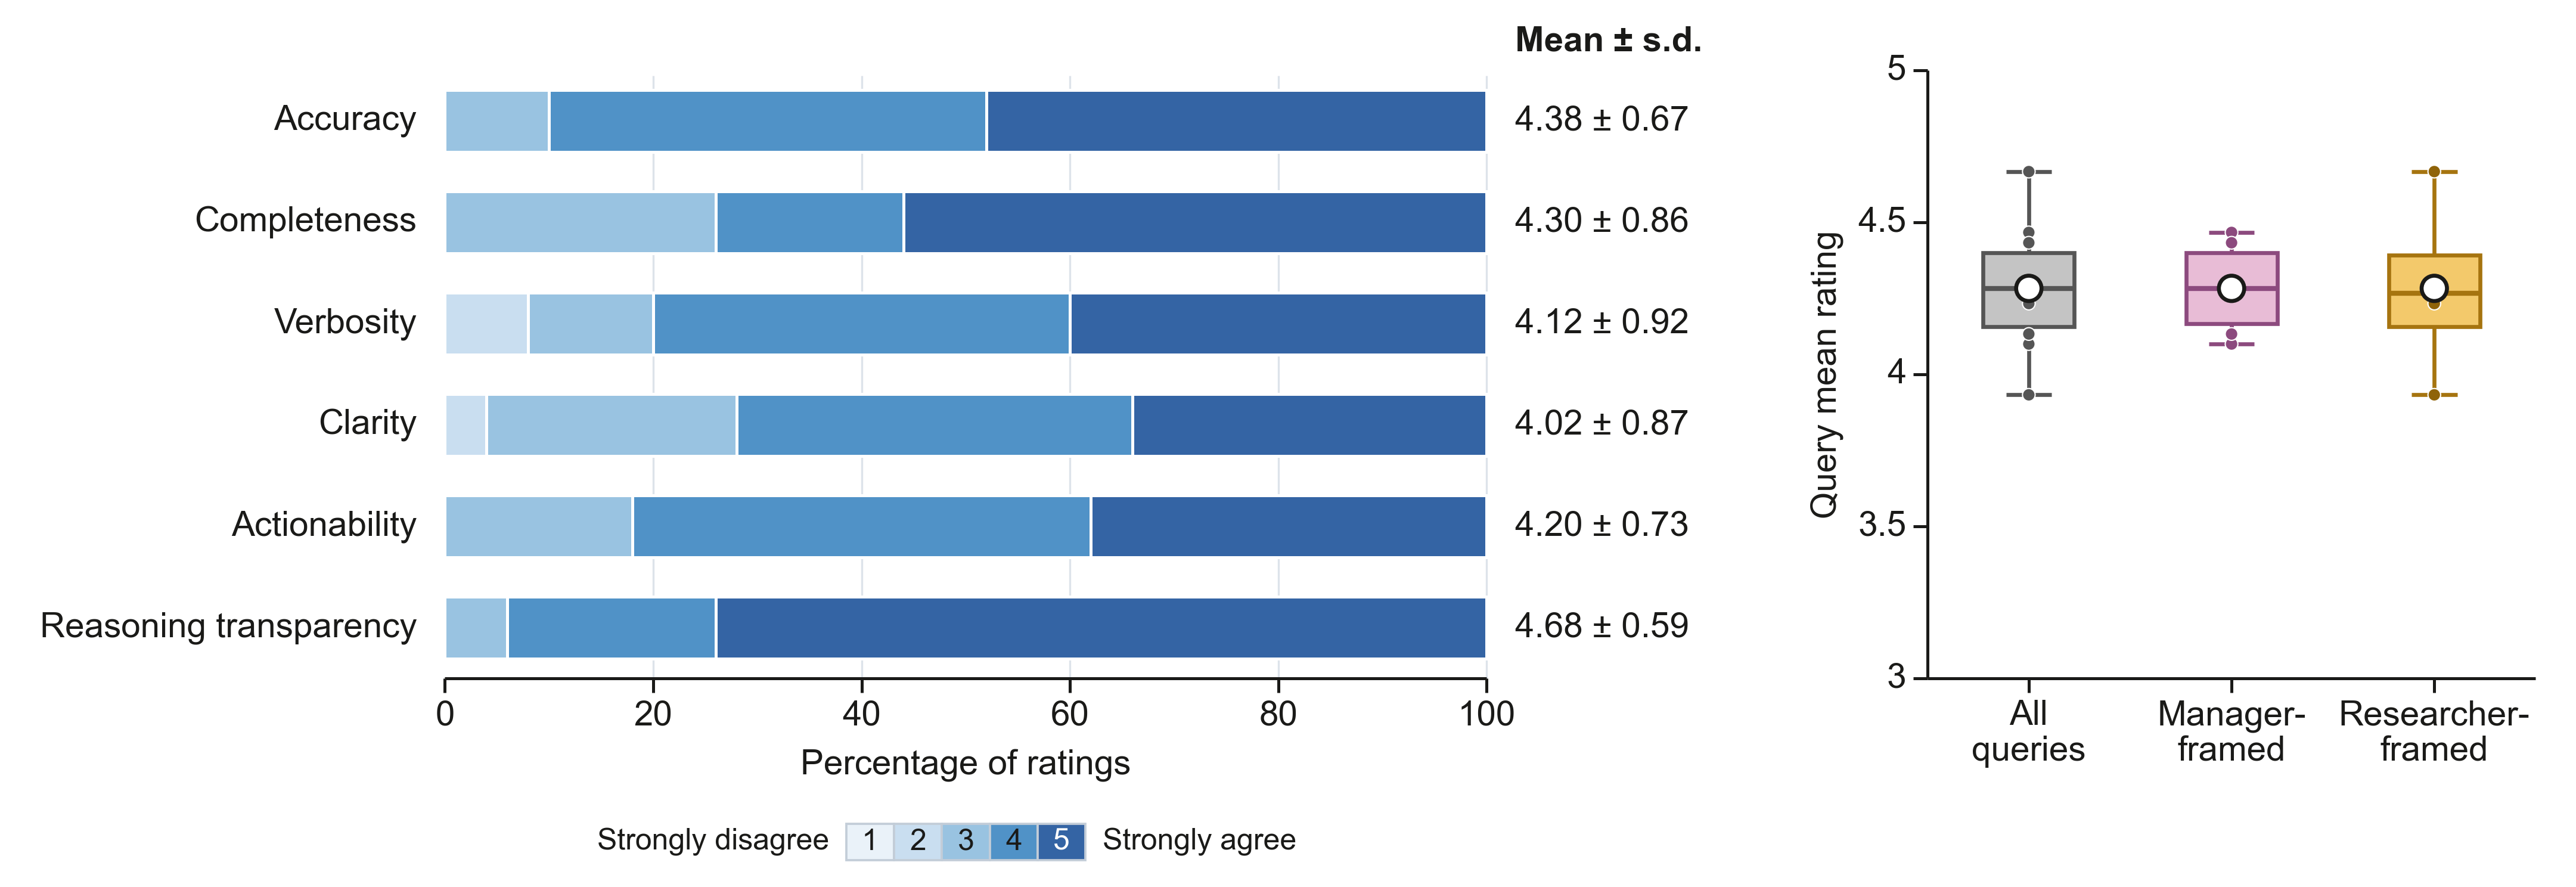 Mean ± s.d.
Accuracy
4.38 ± 0.67
Completeness
4.30 ± 0.86
Verbosity
4.12 ± 0.92
Clarity
4.02 ± 0.87
Actionability
4.20 ± 0.73
Reasoning transparency
4.68 ± 0.59
0 20 40 60 80 100
Percentage of ratings
Strongly disagree 1 2 3 4 5 Strongly agree
Query mean rating
5
4.5
4
3.5
3
All
queries
Manager-
framed
Researcher-
framed